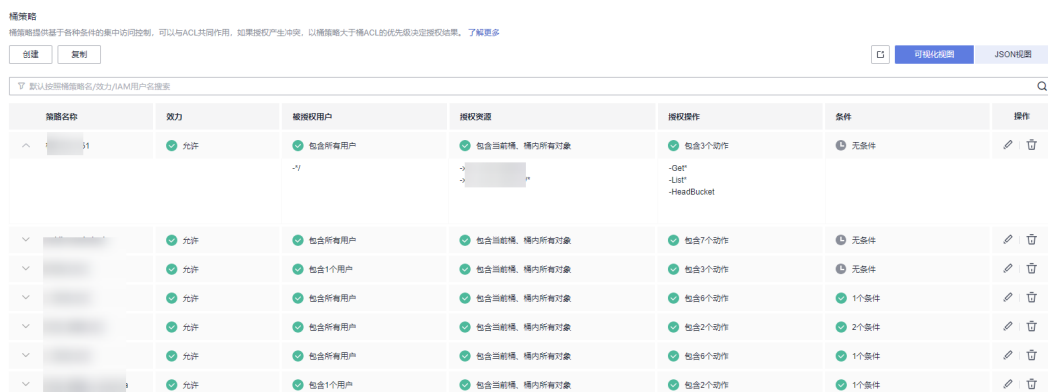 桶策略
桶策略提供基于各种条件的集中访问控制，可以与ACL共同作用，如果授权产生冲突，以桶策略大于桶ACL的优先级决定授权结果。 了解更多
创建 复制 可视化视图 JSON视图
默认按照桶策略名/效力/IAM用户名搜索
策略名称 效力 被授权用户 授权资源 授权操作 条件 操作
51 允许 包含所有用户 包含当前桶、桶内所有对象 包含3个动作 无条件
-*/ -Get*
-List*
-HeadBucket
允许 包含所有用户 包含当前桶、桶内所有对象 包含7个动作 无条件
允许 包含1个用户 包含当前桶、桶内所有对象 包含3个动作 无条件
允许 包含所有用户 包含当前桶、桶内所有对象 包含6个动作 1个条件
允许 包含所有用户 包含当前桶、桶内所有对象 包含2个动作 2个条件
允许 包含所有用户 包含当前桶、桶内所有对象 包含6个动作 1个条件
允许 包含1个用户 包含当前桶、桶内所有对象 包含2个动作 1个条件